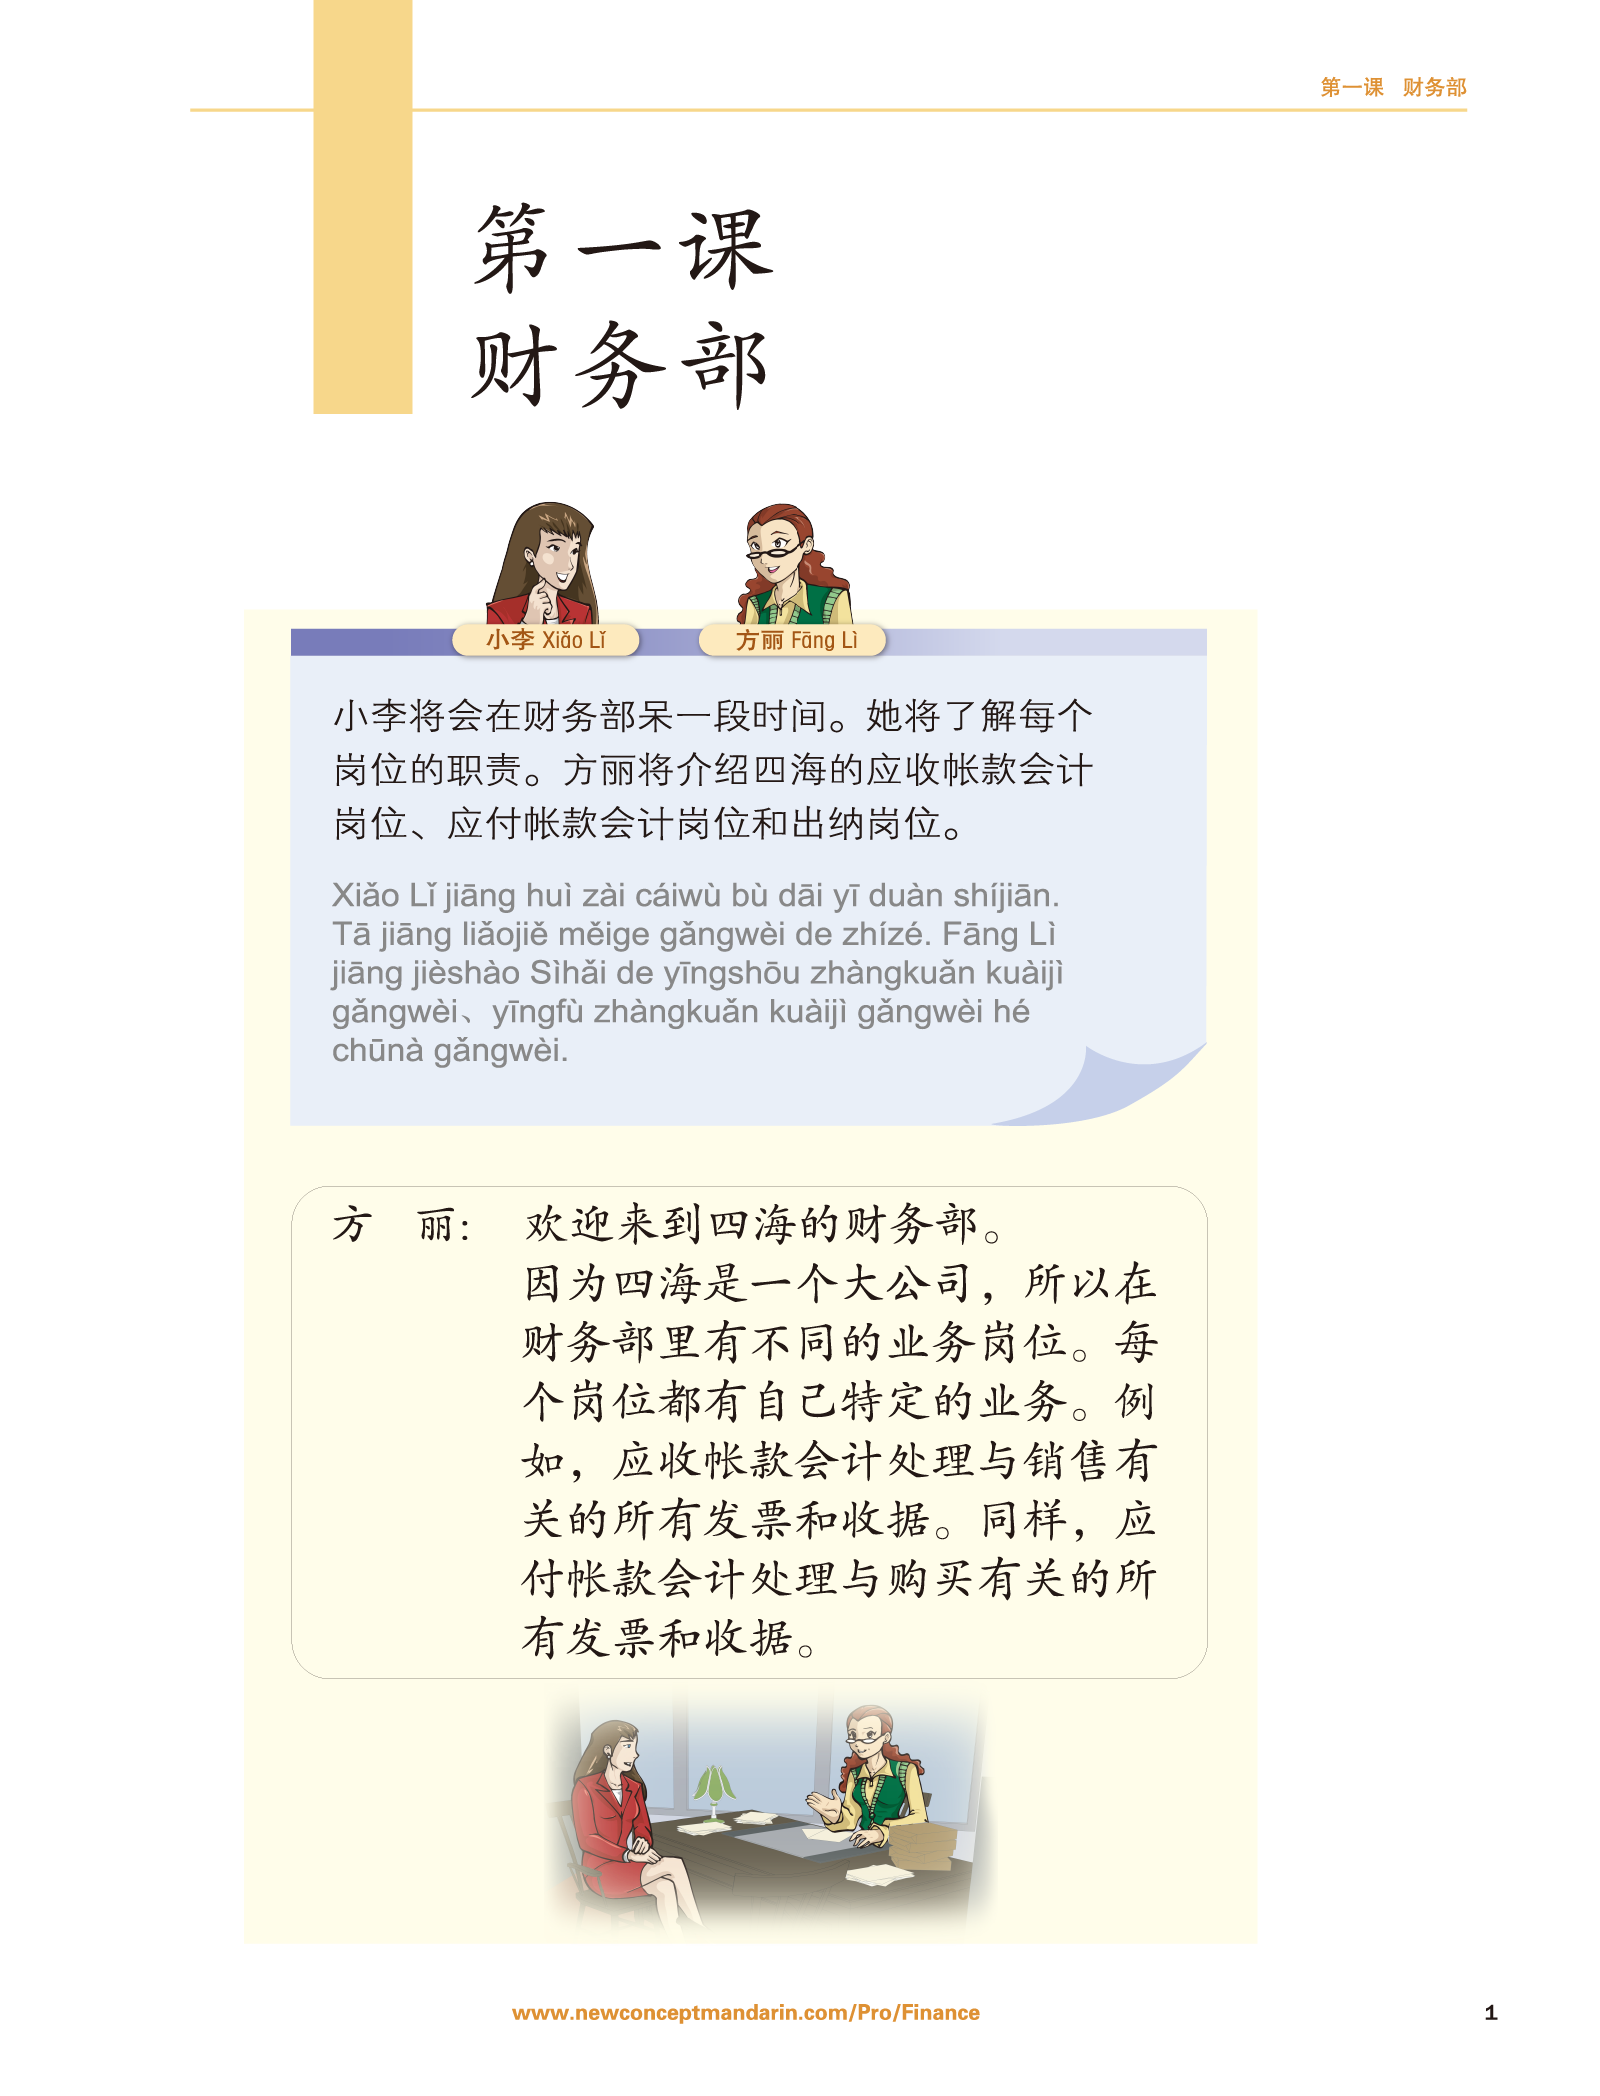 第一课 财务部
第一课
财务部
小李 Xiǎo Lǐ
方丽 Fāng Lì
小李将会在财务部呆一段时间。她将了解每个
岗位的职责。方丽将介绍四海的应收帐款会计
岗位、应付帐款会计岗位和出纳岗位。
Xiǎo Lǐ jiāng huì zài cáiwù bù dāi yī duàn shíjiān.
Tā jiāng liǎojiě měige gǎngwèi de zhízé. Fāng Lì
jiāng jièshào Sìhǎi de yīngshōu zhàngkuǎn kuàijì
gǎngwèi、yīngfù zhàngkuǎn kuàijì gǎngwèi hé
chūnà gǎngwèi.
方 丽: 欢迎来到四海的财务部。
因为四海是一个大公司，所以在
财务部里有不同的业务岗位。每
个岗位都有自己特定的业务。例
如，应收帐款会计处理与销售有
关的所有发票和收据。同样，应
付帐款会计处理与购买有关的所
有发票和收据。
www.newconceptmandarin.com/Pro/Finance
1